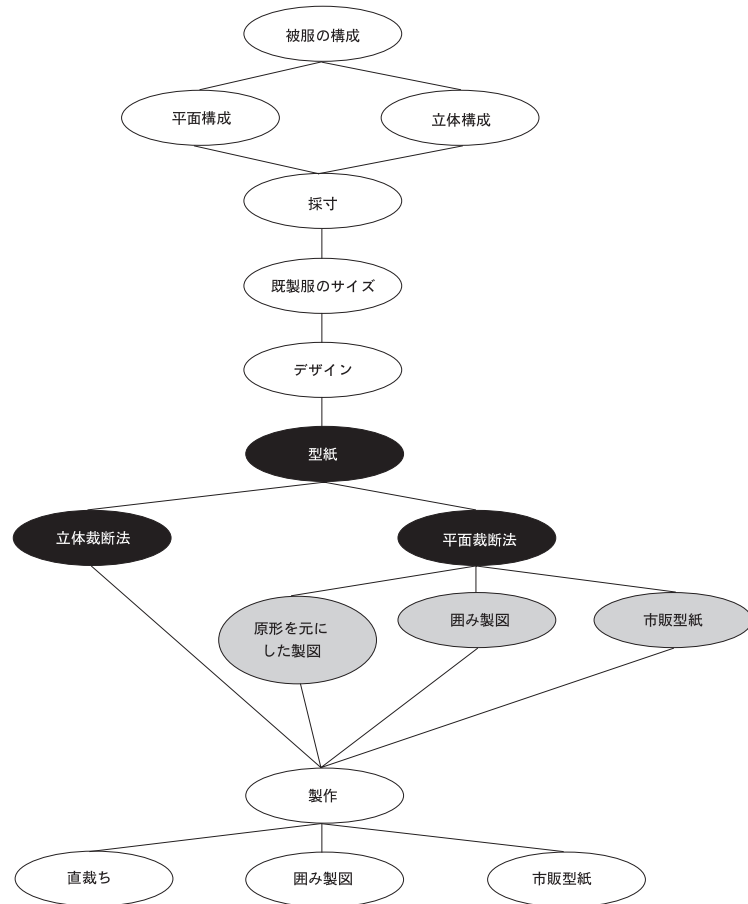 被服の構成
平面構成
立体構成
採寸
既製服のサイズ
デザイン
型紙
立体裁断法
平面裁断法
原形を元に
した製図
囲み製図
市販型紙
製作
直裁ち
囲み製図
市販型紙